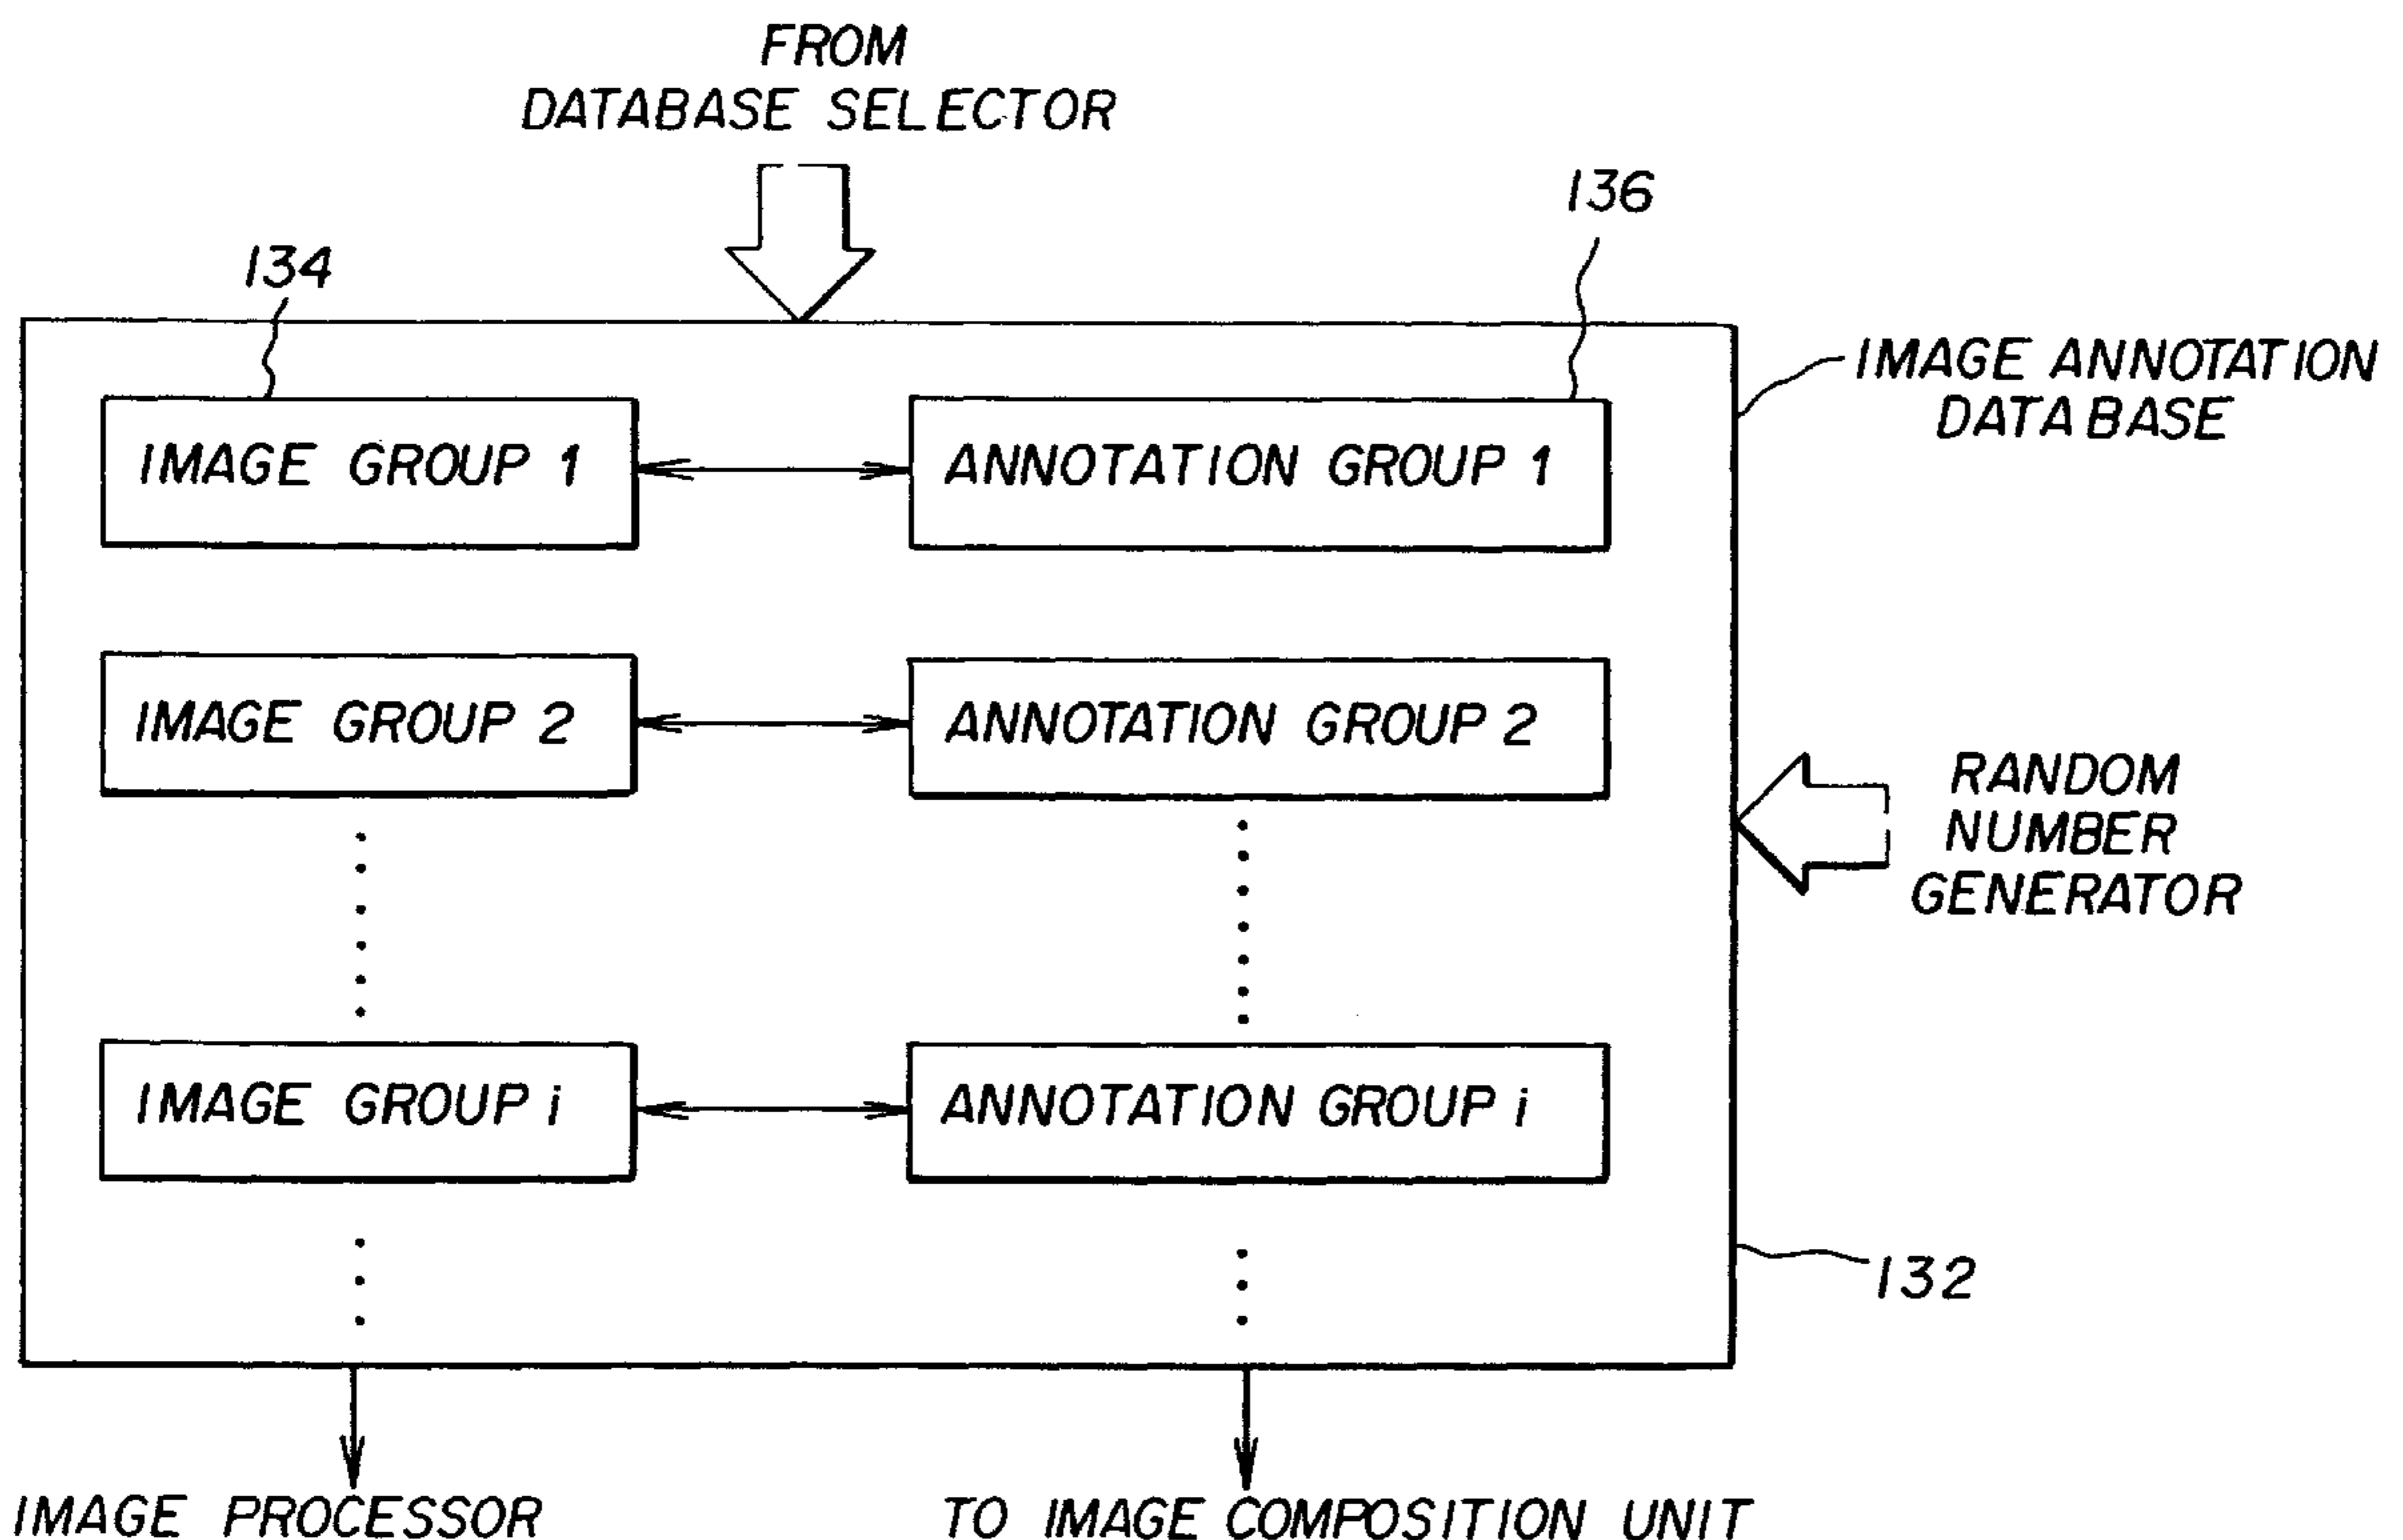 FROM
DATABASE SELECTOR
136
134
IMAGE ANNOTATION
DATABASE
IMAGE GROUP 1
ANNOTATION GROUP 1
IMAGE GROUP 2
ANNOTATION GROUP 2
RANDOM
NUMBER
GENERATOR
IMAGE GROUP i
ANNOTATION GROUP i
132
IMAGE PROCESSOR
TO IMAGE COMPOSITION UNIT